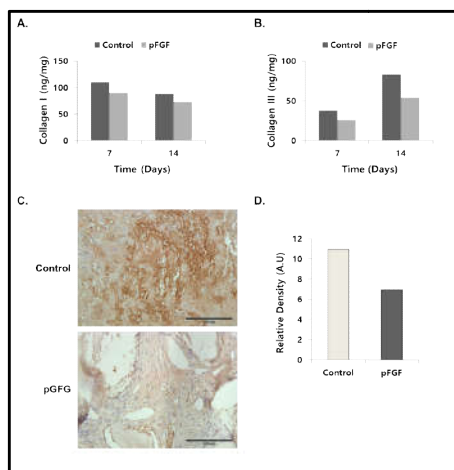 A.
Control pFGF
Collagen I (ng/mg)
150
100
50
0
7 14
Time (Days)
B.
Control pFGF
Collagen III (ng/mg)
100
50
0
7 14
Time (Days)
C.
Control
pGFG
D.
Relative Density (A.U)
12
10
8
6
4
2
0
Control pFGF